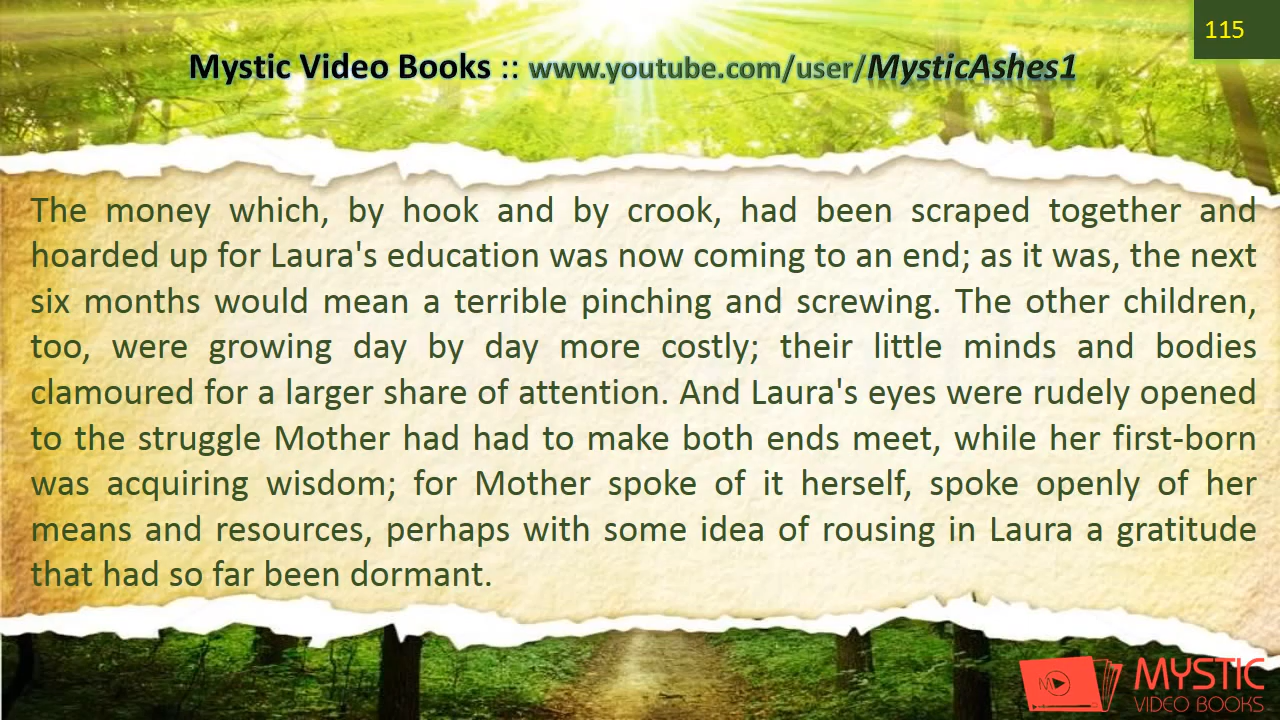 115
Mystic Video Books :: www.youtube.com/user/MysticAshes1
The money which, by hook and by crook, had been scraped together and
hoarded up for Laura's education was now coming to an end; as it was, the next
six months would mean a terrible pinching and screwing. The other children,
too, were growing day by day more costly; their little minds and bodies
clamoured for a larger share of attention. And Laura's eyes were rudely opened
to the struggle Mother had had to make both ends meet, while her first-born
was acquiring wisdom; for Mother spoke of it herself, spoke openly of her
means and resources, perhaps with some idea of rousing in Laura a gratitude
that had so far been dormant.
MYSTIC
VIDEO BOOKS